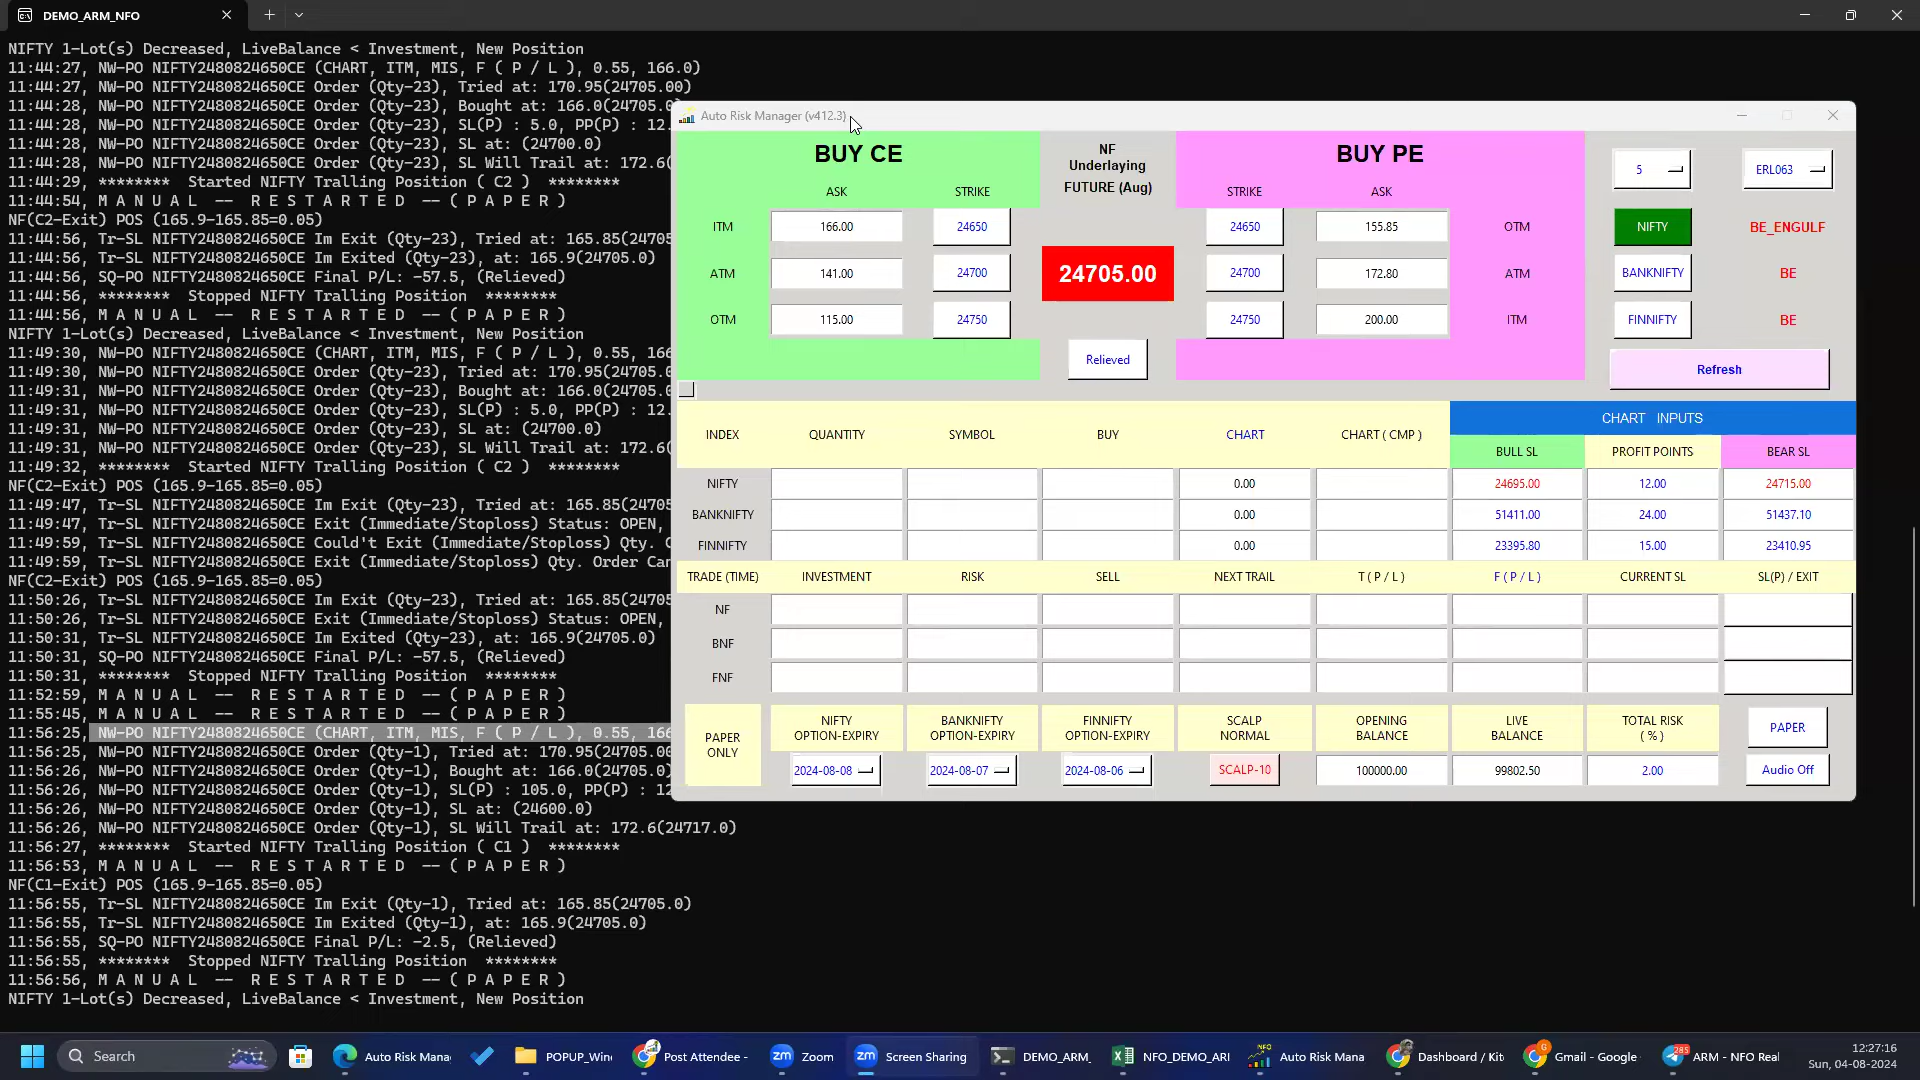 DEMO_ARM_NFO
NIFTY 1-Lot(s) Decreased, LiveBalance < Investment, New Position
11:44:27, NW-PO NIFTY2480824650CE (CHART, ITM, MIS, F ( P / L ), 0.55, 166.0)
11:44:27, NW-PO NIFTY2480824650CE Order (Qty-23), Tried at: 170.95(24705.00)
11:44:28, NW-PO NIFTY2480824650CE Order (Qty-23), Bought at: 166.0(24705.0
11:44:28, NW-PO NIFTY2480824650CE Order (Qty-23), SL(P) : 5.0, PP(P) : 12.
11:44:28, NW-PO NIFTY2480824650CE Order (Qty-23), SL at: (24700.0)
11:44:28, NW-PO NIFTY2480824650CE Order (Qty-23), SL Will Trail at: 172.6(
11:44:29, ******** Started NIFTY Tralling Position ( C2 ) ********
11:44:54, M A N U A L -- R E S T A R T E D -- ( P A P E R )
NF(C2-Exit) POS (165.9-165.85=0.05)
11:44:56, Tr-SL NIFTY2480824650CE Im Exit (Qty-23), Tried at: 165.85(2470
11:44:56, Tr-SL NIFTY2480824650CE Im Exited (Qty-23), at: 165.9(24705.0)
11:44:56, SQ-PO NIFTY2480824650CE Final P/L: -57.5, (Relieved)
11:44:56, ******** Stopped NIFTY Tralling Position ********
11:44:56, M A N U A L -- R E S T A R T E D -- ( P A P E R )
NIFTY 1-Lot(s) Decreased, LiveBalance < Investment, New Position
11:49:30, NW-PO NIFTY2480824650CE (CHART, ITM, MIS, F ( P / L ), 0.55, 166
11:49:30, NW-PO NIFTY2480824650CE Order (Qty-23), Tried at: 170.95(24705.0
11:49:31, NW-PO NIFTY2480824650CE Order (Qty-23), Bought at: 166.0(24705.
11:49:31, NW-PO NIFTY2480824650CE Order (Qty-23), SL(P) : 5.0, PP(P) : 12.
11:49:31, NW-PO NIFTY2480824650CE Order (Qty-23), SL at: (24700.0)
11:49:31, NW-PO NIFTY2480824650CE Order (Qty-23), SL Will Trail at: 172.6(
11:49:32, ******** Started NIFTY Tralling Position ( C2 ) ********
NF(C2-Exit) POS (165.9-165.85=0.05)
11:49:47, Tr-SL NIFTY2480824650CE Im Exit (Qty-23), Tried at: 165.85(2470
11:49:47, Tr-SL NIFTY2480824650CE Exit (Immediate/Stoploss) Status: OPEN,
11:49:59, Tr-SL NIFTY2480824650CE Could't Exit (Immediate/Stoploss) Qty.
11:49:59, Tr-SL NIFTY2480824650CE Exit (Immediate/Stoploss) Qty. Order Can
NF(C2-Exit) POS (165.9-165.85=0.05)
11:50:26, Tr-SL NIFTY2480824650CE Im Exit (Qty-23), Tried at: 165.85(2470
11:50:26, Tr-SL NIFTY2480824650CE Exit (Immediate/Stoploss) Status: OPEN,
11:50:31, Tr-SL NIFTY2480824650CE Im Exited (Qty-23), at: 165.9(24705.0)
11:50:31, SQ-PO NIFTY2480824650CE Final P/L: -57.5, (Relieved)
11:50:31, ******** Stopped NIFTY Tralling Position ********
11:52:59, M A N U A L -- R E S T A R T E D -- ( P A P E R )
11:55:45, M A N U A L -- R E S T A R T E D -- ( P A P E R )
11:56:25, NW-PO NIFTY2480824650CE (CHART, ITM, MIS, F ( P / L ), 0.55, 166
11:56:25, NW-PO NIFTY2480824650CE Order (Qty-1), Tried at: 170.95(24705.00
11:56:26, NW-PO NIFTY2480824650CE Order (Qty-1), Bought at: 166.0(24705.0)
11:56:26, NW-PO NIFTY2480824650CE Order (Qty-1), SL(P) : 105.0, PP(P) : 12
11:56:26, NW-PO NIFTY2480824650CE Order (Qty-1), SL at: (24600.0)
11:56:26, NW-PO NIFTY2480824650CE Order (Qty-1), SL Will Trail at: 172.6(24717.0)
11:56:27, ******** Started NIFTY Tralling Position ( C1 ) ********
11:56:53, M A N U A L -- R E S T A R T E D -- ( P A P E R )
NF(C1-Exit) POS (165.9-165.85=0.05)
11:56:55, Tr-SL NIFTY2480824650CE Im Exit (Qty-1), Tried at: 165.85(24705.0)
11:56:55, Tr-SL NIFTY2480824650CE Im Exited (Qty-1), at: 165.9(24705.0)
11:56:55, SQ-PO NIFTY2480824650CE Final P/L: -2.5, (Relieved)
11:56:55, ******** Stopped NIFTY Tralling Position ********
11:56:56, M A N U A L -- R E S T A R T E D -- ( P A P E R )
NIFTY 1-Lot(s) Decreased, LiveBalance < Investment, New Position
Auto Risk Manager (v412.3)
BUY CE
ASK STRIKE
ITM 166.00 24650
ATM 141.00 24700
OTM 115.00 24750
NF
Underlaying
FUTURE (Aug)
24705.00
Relieved
BUY PE
STRIKE ASK
24650 155.85 OTM
24700 172.80 ATM
24750 200.00 ITM
5 ERL063
NIFTY BE_ENGULF
BANKNIFTY BE
FINNIFTY BE
Refresh
CHART INPUTS
INDEX QUANTITY SYMBOL BUY CHART CHART ( CMP ) BULL SL PROFIT POINTS BEAR SL
NIFTY 0.00 24695.00 12.00 24715.00
BANKNIFTY 0.00 51411.00 24.00 51437.10
FINNIFTY 0.00 23395.80 15.00 23410.95
TRADE (TIME) INVESTMENT RISK SELL NEXT TRAIL T ( P / L ) F ( P / L ) CURRENT SL SL(P) / EXIT
NF
BNF
FNF
PAPER
ONLY
NIFTY
OPTION-EXPIRY
2024-08-08
BANKNIFTY
OPTION-EXPIRY
2024-08-07
FINNIFTY
OPTION-EXPIRY
2024-08-06
SCALP
NORMAL
SCALP-10
OPENING
BALANCE
100000.00
LIVE
BALANCE
99802.50
TOTAL RISK
( % )
2.00
PAPER
Audio Off
Search
Auto Risk Mana
POPUP_Win
Post Attendee -
zm Zoom
zm Screen Sharing
DEMO_ARM_
NFO_DEMO_ARI
NFO Auto Risk Mana
Dashboard / Kit
Gmail - Google
285 ARM - NFO Real
12:27:16
Sun, 04-08-2024